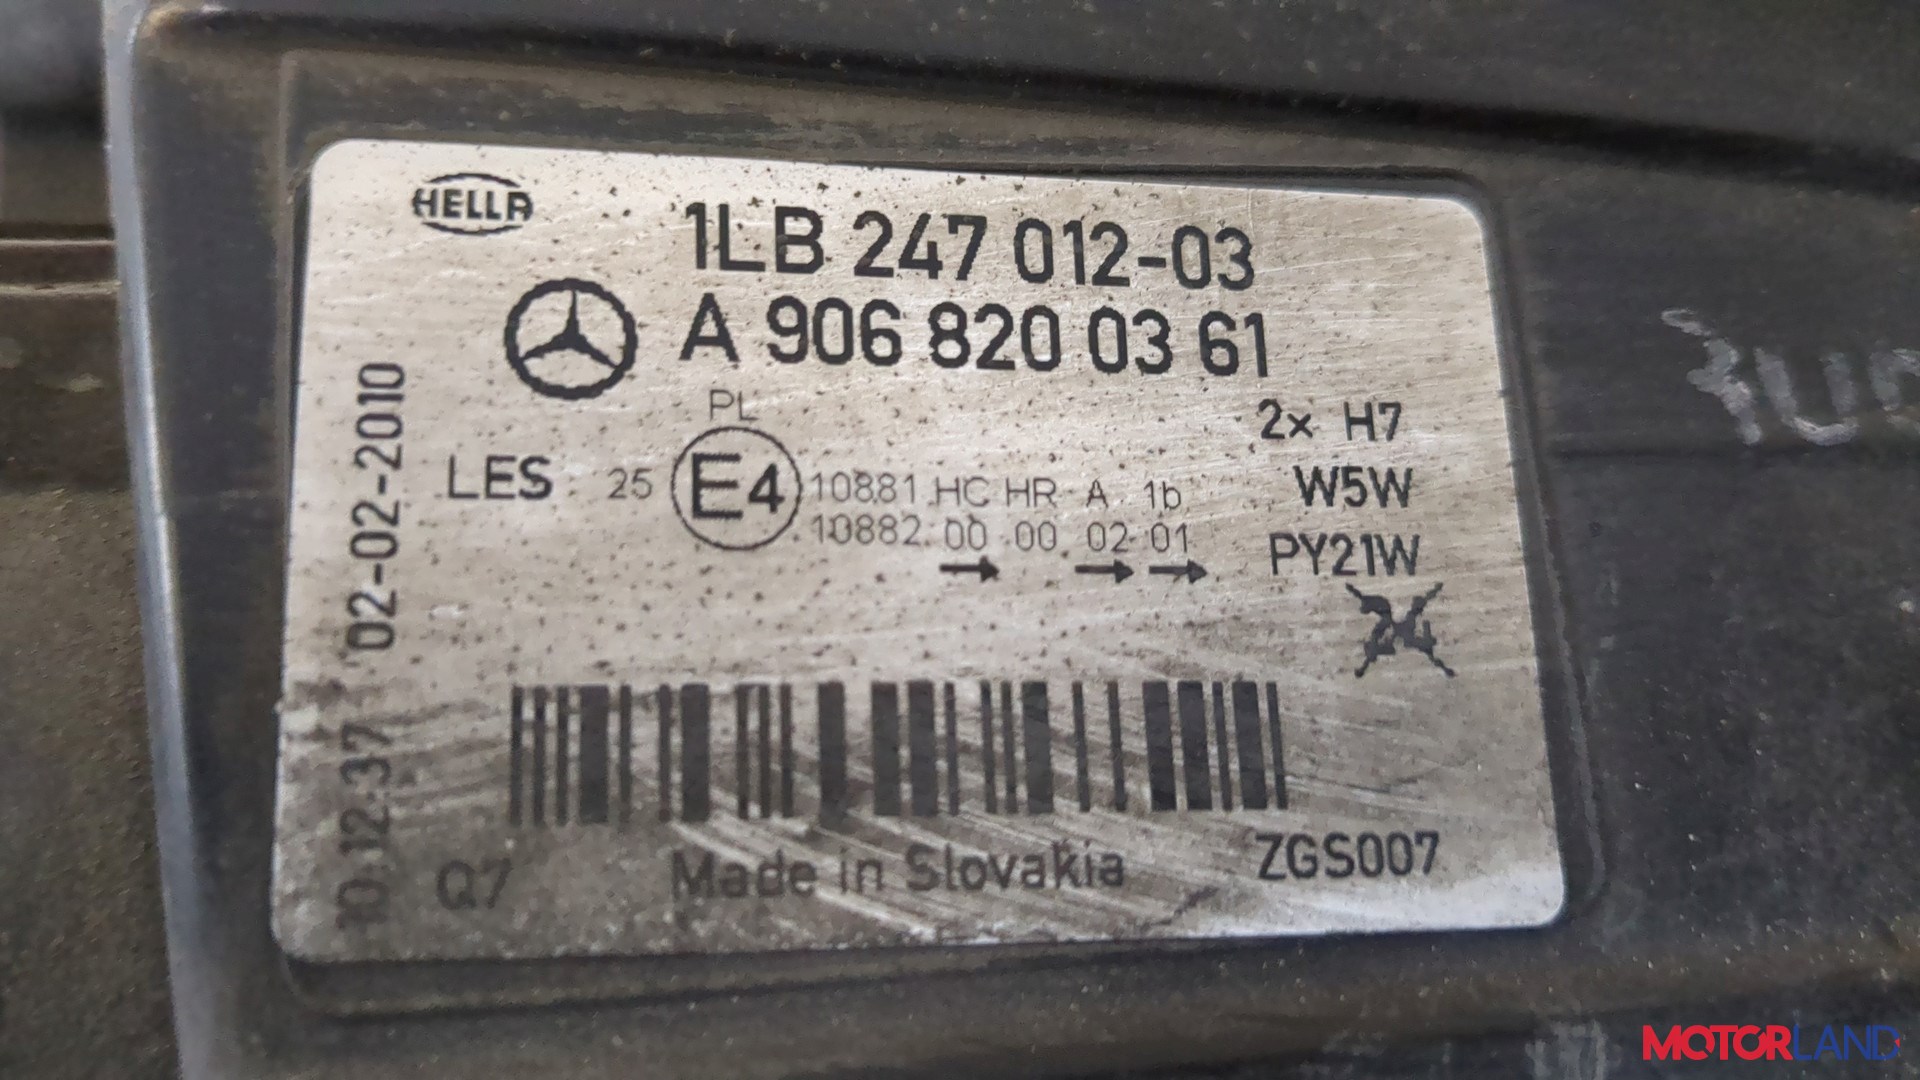 HELLA
1LB 247 012-03
A 906 820 03 61
PL
2x H7
LES 25 E4 10881 HC HR A 1b
W5W
10882 00 00 02 01
PY21W
24
02-02-2010
10:12:37
Q7 Made in Slovakia ZGS007
MOTORLAND